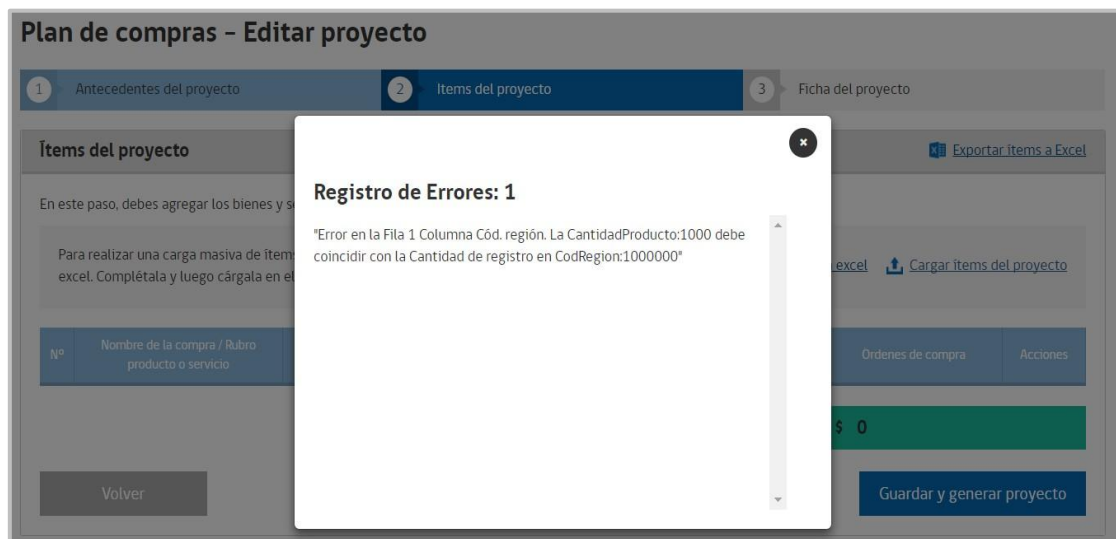 Plan de compras – Editar proyecto
1 Antecedentes del proyecto
2 Items del proyecto
3 Ficha del proyecto
Ítems del proyecto
Exportar ítems a Excel
En este paso, debes agregar los bienes y
Para realizar una carga masiva de
excel. Complétala y luego cárgala en
excel
Cargar ítems del proyecto
Registro de Errores: 1
"Error en la Fila 1 Columna Cód. región. La CantidadProducto:1000 debe
coincidir con la Cantidad de registro en CodRegion:1000000"
Nº
Nombre de la compra / Rubro
producto o servicio
Ordenes de compra
Acciones
$ 0
Volver
Guardar y generar proyecto